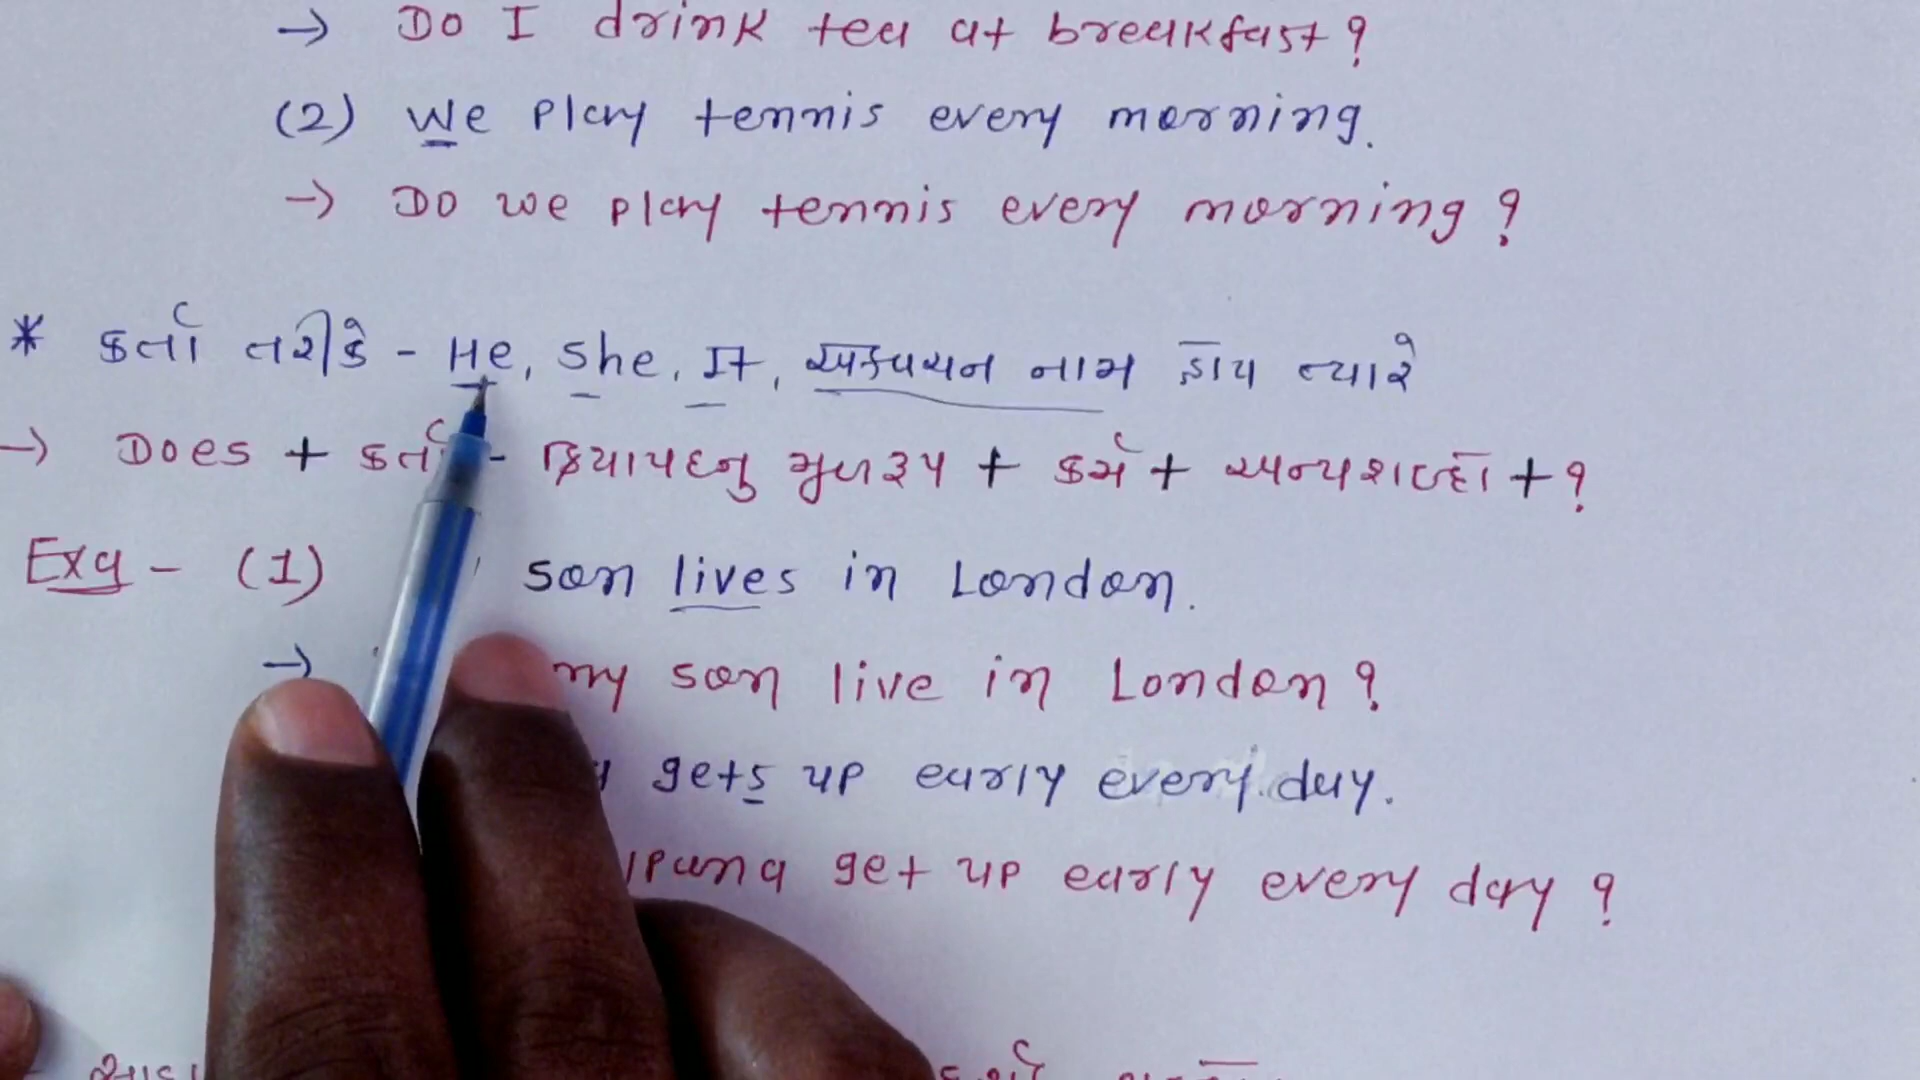 → Do I drink tea at breakfast?
(2) We play tennis every morning.
→ Do we play tennis every morning?
* કર્તા તરીકે - He, She, It, એકવચન નામ હોય ત્યારે
→ Does + કર્તા - ક્રિયાપદનુ મુળરૂપ + કર્મ + અન્યશબ્દો + ?
Exa - (1) son lives in London.
→ my son live in London?
gets up early every day.
get up early every day?